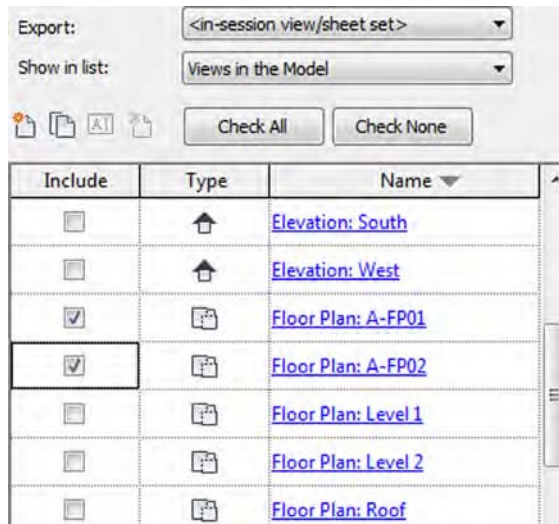 Export: <in-session view/sheet set>
Show in list: Views in the Model
AI Check All Check None
Include Type Name
Elevation: South
Elevation: West
Floor Plan: A-FP01
Floor Plan: A-FP02
Floor Plan: Level 1
Floor Plan: Level 2
Floor Plan: Roof